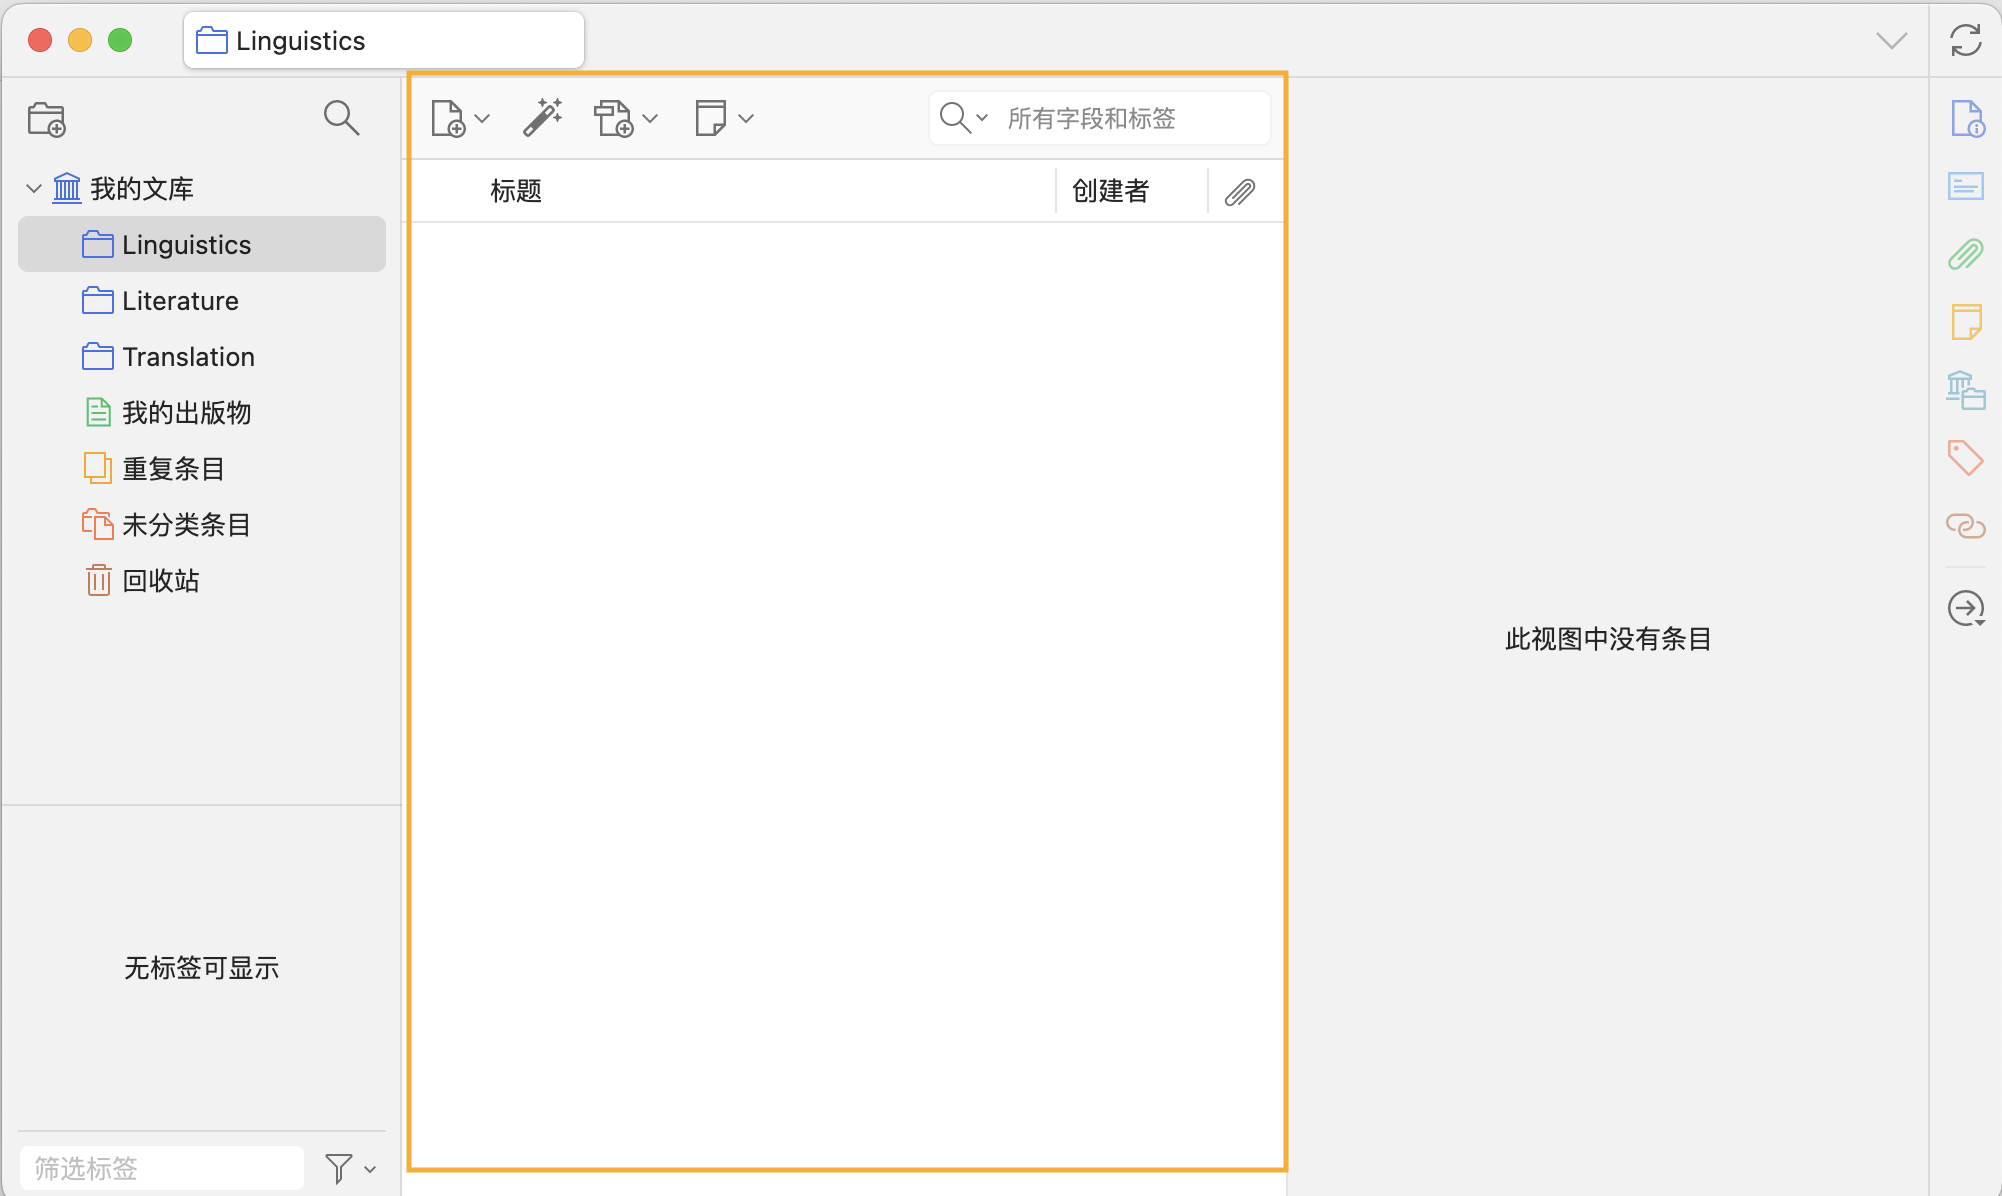 Linguistics
我的文库
Linguistics
Literature
Translation
我的出版物
重复条目
未分类条目
回收站
无标签可显示
筛选标签
所有字段和标签
标题 创建者
此视图中没有条目